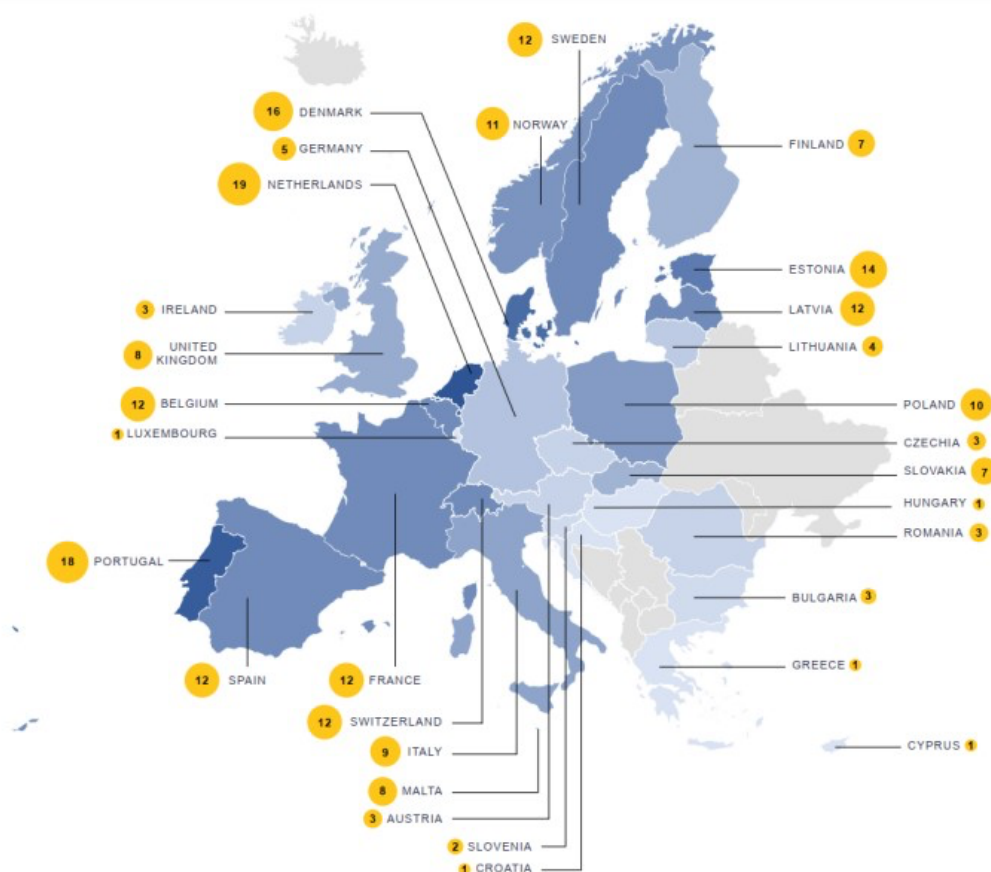 12 SWEDEN
16 DENMARK
11 NORWAY
5 GERMANY
FINLAND 7
19 NETHERLANDS
ESTONIA 14
3 IRELAND
LATVIA 12
8 UNITED
KINGDOM
LITHUANIA 4
12 BELGIUM
POLAND 10
1 LUXEMBOURG
CZECHIA 3
SLOVAKIA 7
HUNGARY 1
ROMANIA 3
18 PORTUGAL
BULGARIA 3
GREECE 1
12 SPAIN
12 FRANCE
12 SWITZERLAND
CYPRUS 1
9 ITALY
8 MALTA
3 AUSTRIA
2 SLOVENIA
1 CROATIA